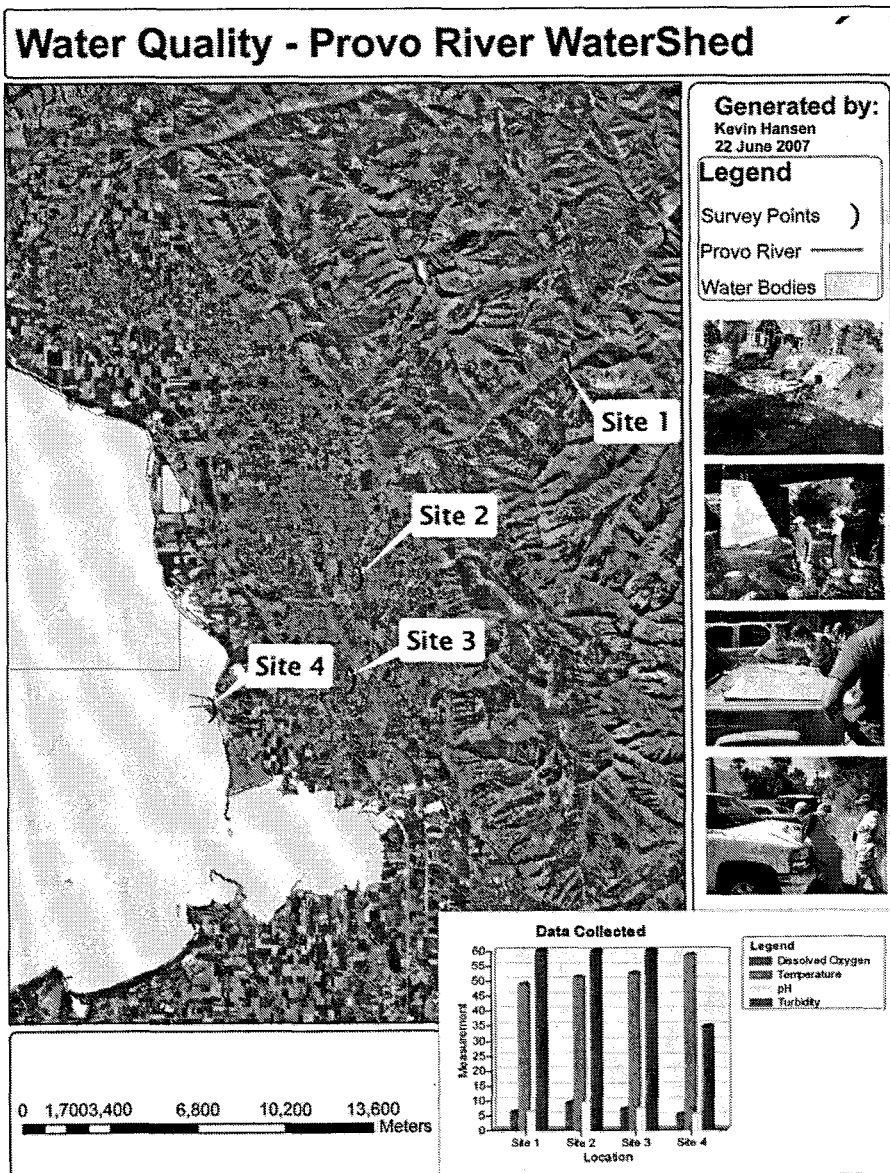 Water Quality - Provo River WaterShed
Generated by:
Kevin Hansen
22 June 2007
Legend
Survey Points
Provo River
Water Bodies
Site 1
Site 2
Site 3
Site 4
Data Collected
60
55
50
45
40
35
30
25
20
15
10
5
0
Measurement
Site 1 Site 2 Site 3 Site 4
Location
Legend
Dissolved Oxygen
Temperature
pH
Turbidity
0 1,7003,400 6,800 10,200 13,600
Meters